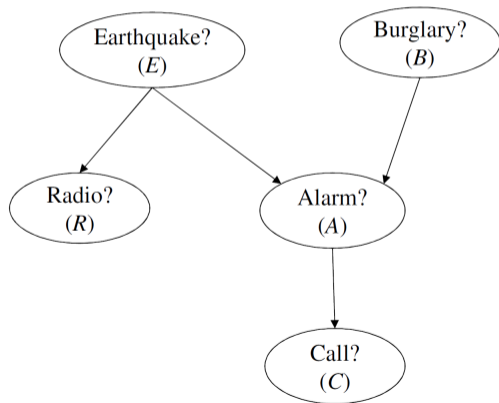 Earthquake?
(E)
Burglary?
(B)
Radio?
(R)
Alarm?
(A)
Call?
(C)